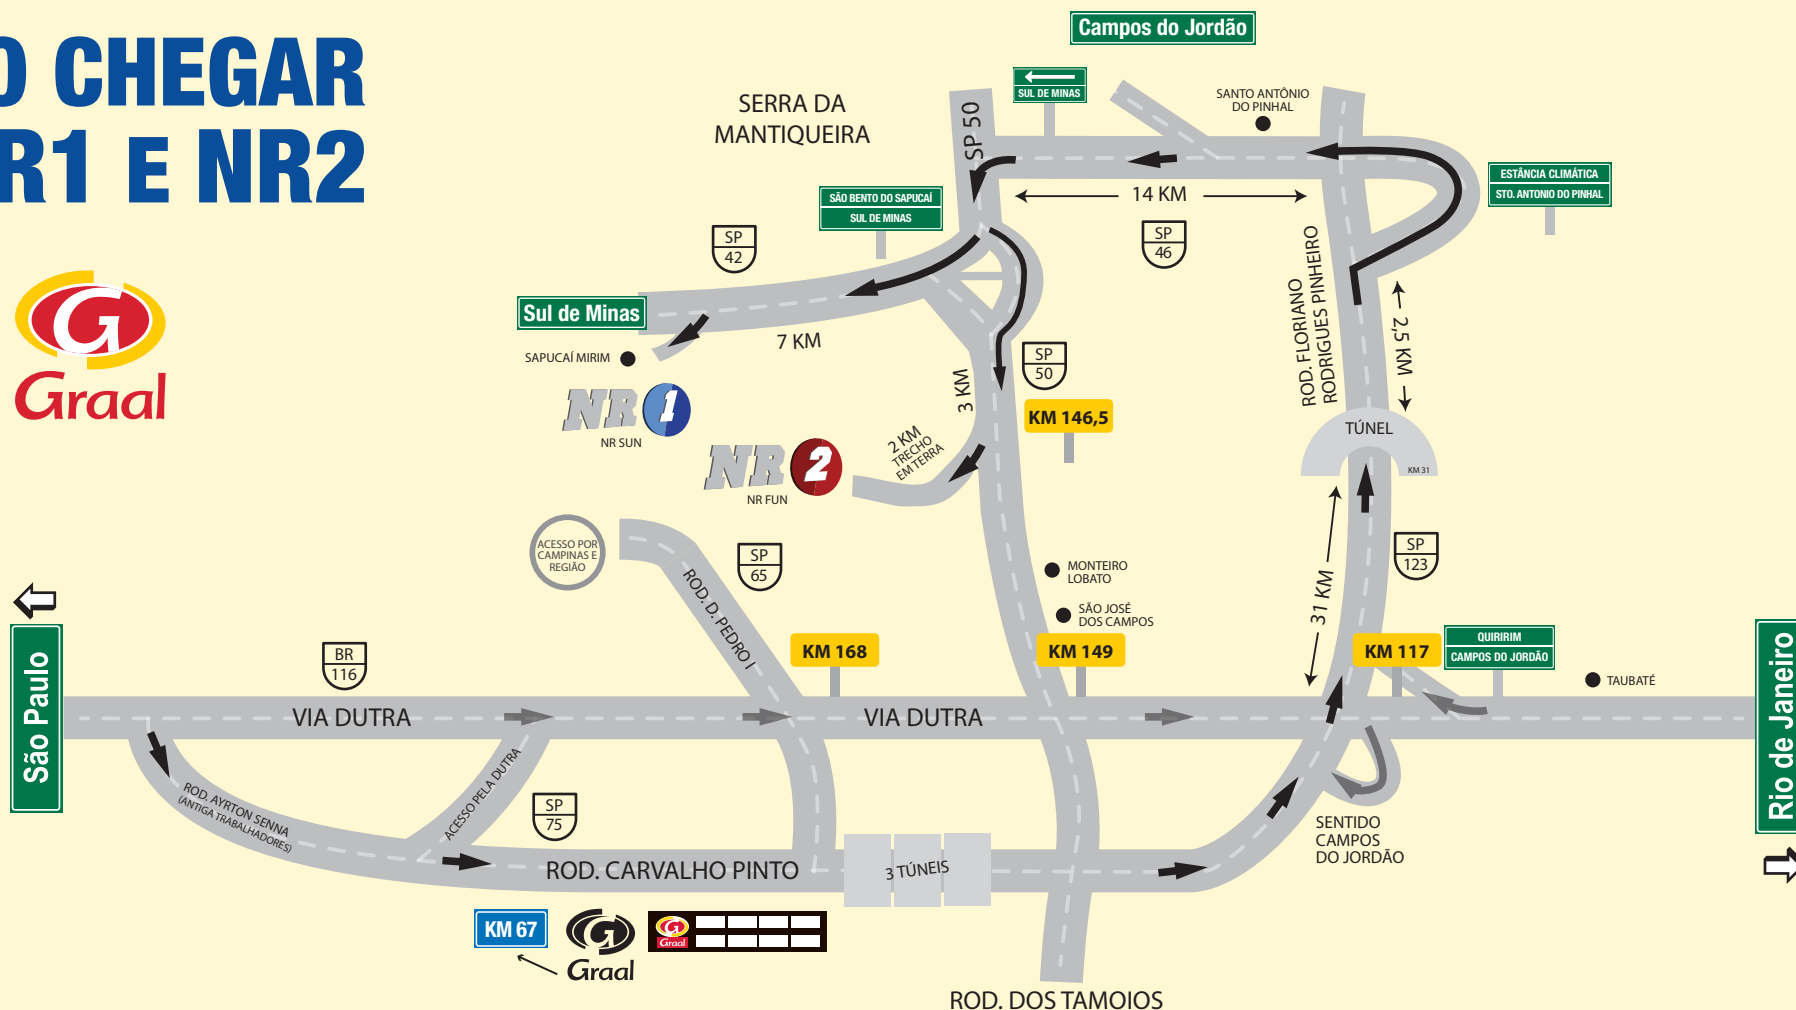 O CHEGAR
R1 E NR2
Graal
Campos do Jordão
SUL DE MINAS
SERRA DA
MANTIQUEIRA
SP 50
SANTO ANTÔNIO
DO PINHAL
ESTÂNCIA CLIMÁTICA
STO. ANTONIO DO PINHAL
14 KM
SÃO BENTO DO SAPUCAÍ
SUL DE MINAS
SP
42
SP
46
ROD. FLORIANO
RODRIGUES PINHEIRO
2,5 KM
Sul de Minas
7 KM
SAPUCAÍ MIRIM
SP
50
3 KM
KM 146,5
NR 1
NR SUN
2 KM
TRECHO
EM TERRA
NR 2
NR FUN
TÚNEL
KM 31
ACESSO POR
CAMPINAS E
REGIÃO
SP
65
ROD. D. PEDRO I
MONTEIRO
LOBATO
SÃO JOSÉ
DOS CAMPOS
31 KM
SP
123
São Paulo
BR
116
KM 168
KM 149
KM 117
QUIRIRIM
CAMPOS DO JORDÃO
TAUBATÉ
Rio de Janeiro
VIA DUTRA
VIA DUTRA
ROD. AYRTON SENNA
(ANTIGA TRABALHADORES)
ACESSO PELA DUTRA
SP
75
SENTIDO
CAMPOS
DO JORDÃO
ROD. CARVALHO PINTO
3 TÚNEIS
KM 67
G
Graal
Graal
ROD. DOS TAMOIOS